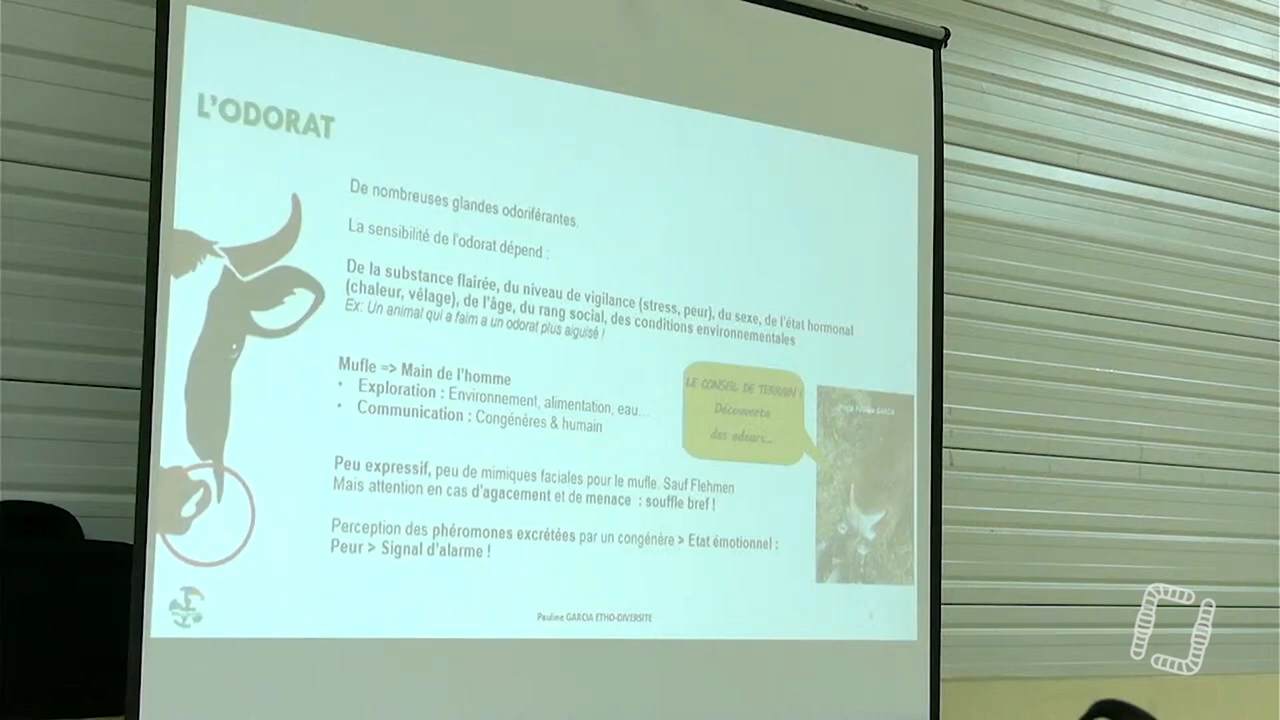 L'ODORAT
De nombreuses glandes odoriférantes.
La sensibilité de l'odorat dépend :
De la substance flairée, du niveau de vigilance (stress, peur), du sexe, de l'état hormonal
(chaleur, vêlage), de l'âge, du rang social, des conditions environnementales
Ex: Un animal qui a faim a un odorat plus aiguisé !
Mufle => Main de l'homme
• Exploration : Environnement, alimentation, eau...
• Communication : Congénères & humain
LE CONSEIL DE TERRAIN !
Découverte
des odeurs...
Peu expressif, peu de mimiques faciales pour le mufle. Sauf Flehmen
Mais attention en cas d'agacement et de menace : souffle bref !
Perception des phéromones excrétées par un congénère > Etat émotionnel :
Peur > Signal d'alarme !
Pauline GARCIA ETHO-DIVERSITE